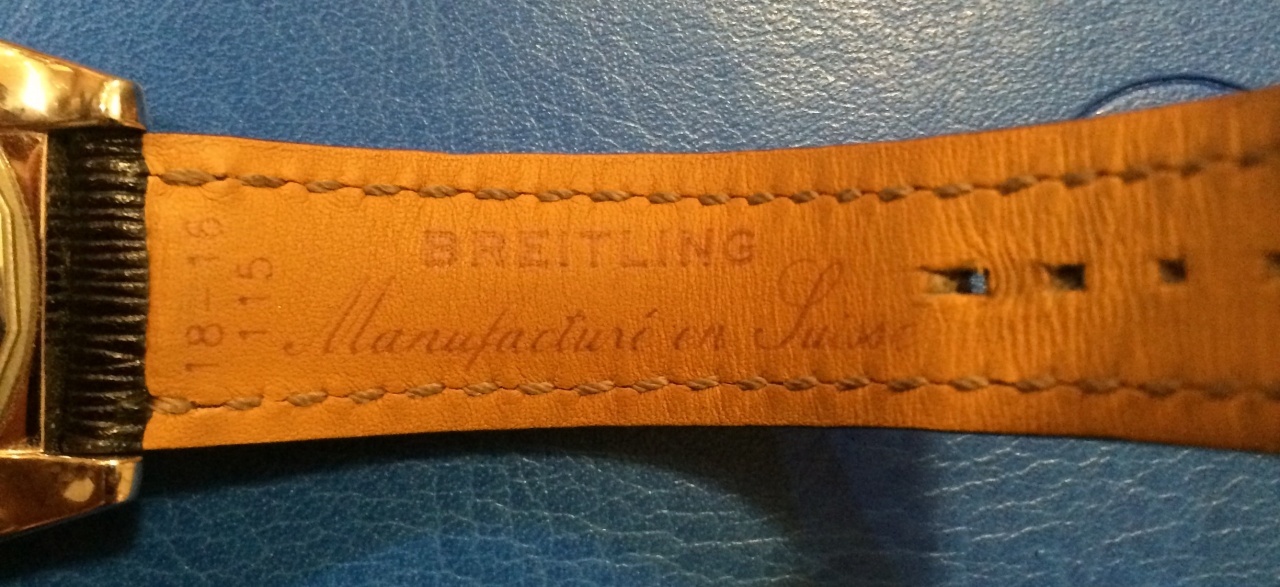 BREITLING
Manufacturé en Suisse
18-16
115